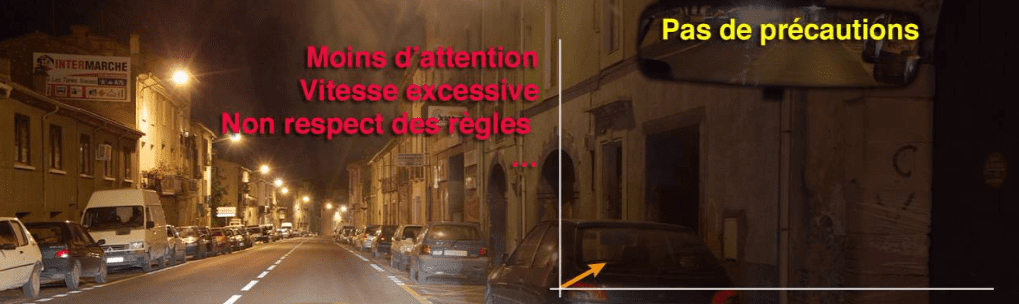 Pas de précautions
Moins d'attention
Vitesse excessive
Non respect des règles
...
INTERMARCHE